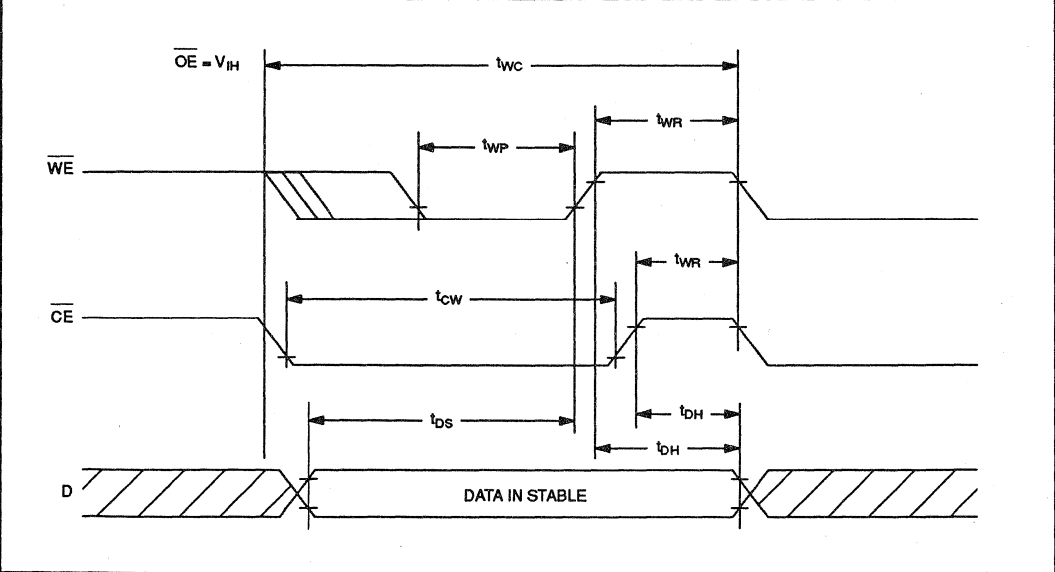 OE = VIH
tWC
tWR
tWP
WE
tWR
tCW
CE
tDH
tDS
tDH
D
DATA IN STABLE